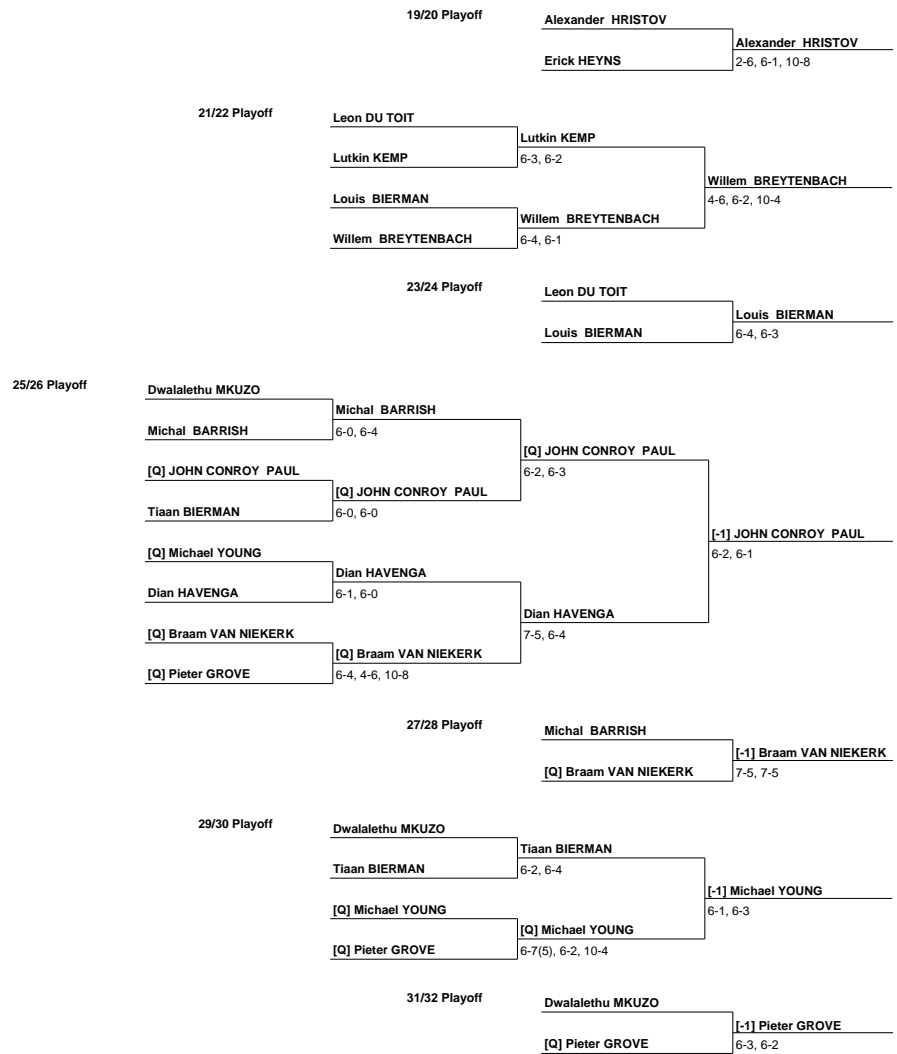 19/20 Playoff
Alexander HRISTOV
Alexander HRISTOV
Erick HEYNS
2-6, 6-1, 10-8
21/22 Playoff
Leon DU TOIT
Lutkin KEMP
Lutkin KEMP
6-3, 6-2
Willem BREYTENBACH
Louis BIERMAN
4-6, 6-2, 10-4
Willem BREYTENBACH
Willem BREYTENBACH
6-4, 6-1
23/24 Playoff
Leon DU TOIT
Louis BIERMAN
Louis BIERMAN
6-4, 6-3
25/26 Playoff
Dwalalethu MKUZO
Michal BARRISH
Michal BARRISH
6-0, 6-4
[Q] JOHN CONROY PAUL
[Q] JOHN CONROY PAUL
6-2, 6-3
[Q] JOHN CONROY PAUL
Tiaan BIERMAN
6-0, 6-0
[-1] JOHN CONROY PAUL
[Q] Michael YOUNG
6-2, 6-1
Dian HAVENGA
Dian HAVENGA
6-1, 6-0
Dian HAVENGA
[Q] Braam VAN NIEKERK
7-5, 6-4
[Q] Braam VAN NIEKERK
[Q] Pieter GROVE
6-4, 4-6, 10-8
27/28 Playoff
Michal BARRISH
[-1] Braam VAN NIEKERK
[Q] Braam VAN NIEKERK
7-5, 7-5
29/30 Playoff
Dwalalethu MKUZO
Tiaan BIERMAN
Tiaan BIERMAN
6-2, 6-4
[-1] Michael YOUNG
[Q] Michael YOUNG
6-1, 6-3
[Q] Michael YOUNG
[Q] Pieter GROVE
6-7(5), 6-2, 10-4
31/32 Playoff
Dwalalethu MKUZO
[-1] Pieter GROVE
[Q] Pieter GROVE
6-3, 6-2